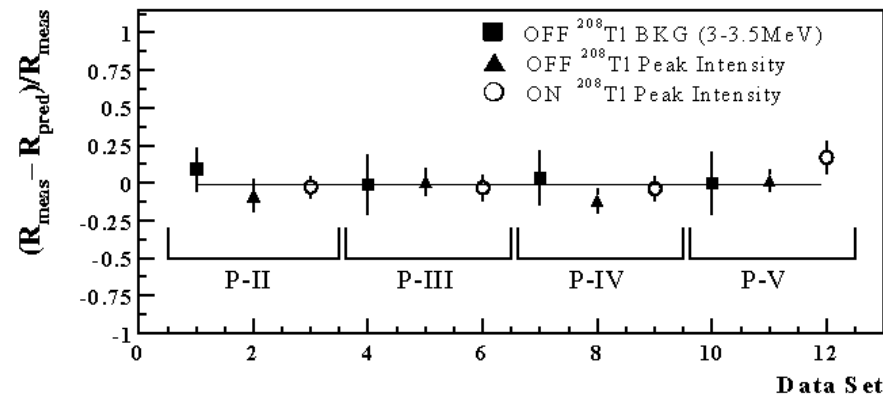 (R_meas − R_pred)/R_meas
1
0.75
0.5
0.25
0
-0.25
-0.5
-0.75
-1
OFF ²⁰⁸Tl BKG (3-3.5MeV)
OFF ²⁰⁸Tl Peak Intensity
ON ²⁰⁸Tl Peak Intensity
P-II P-III P-IV P-V
0 2 4 6 8 10 12
Data Set